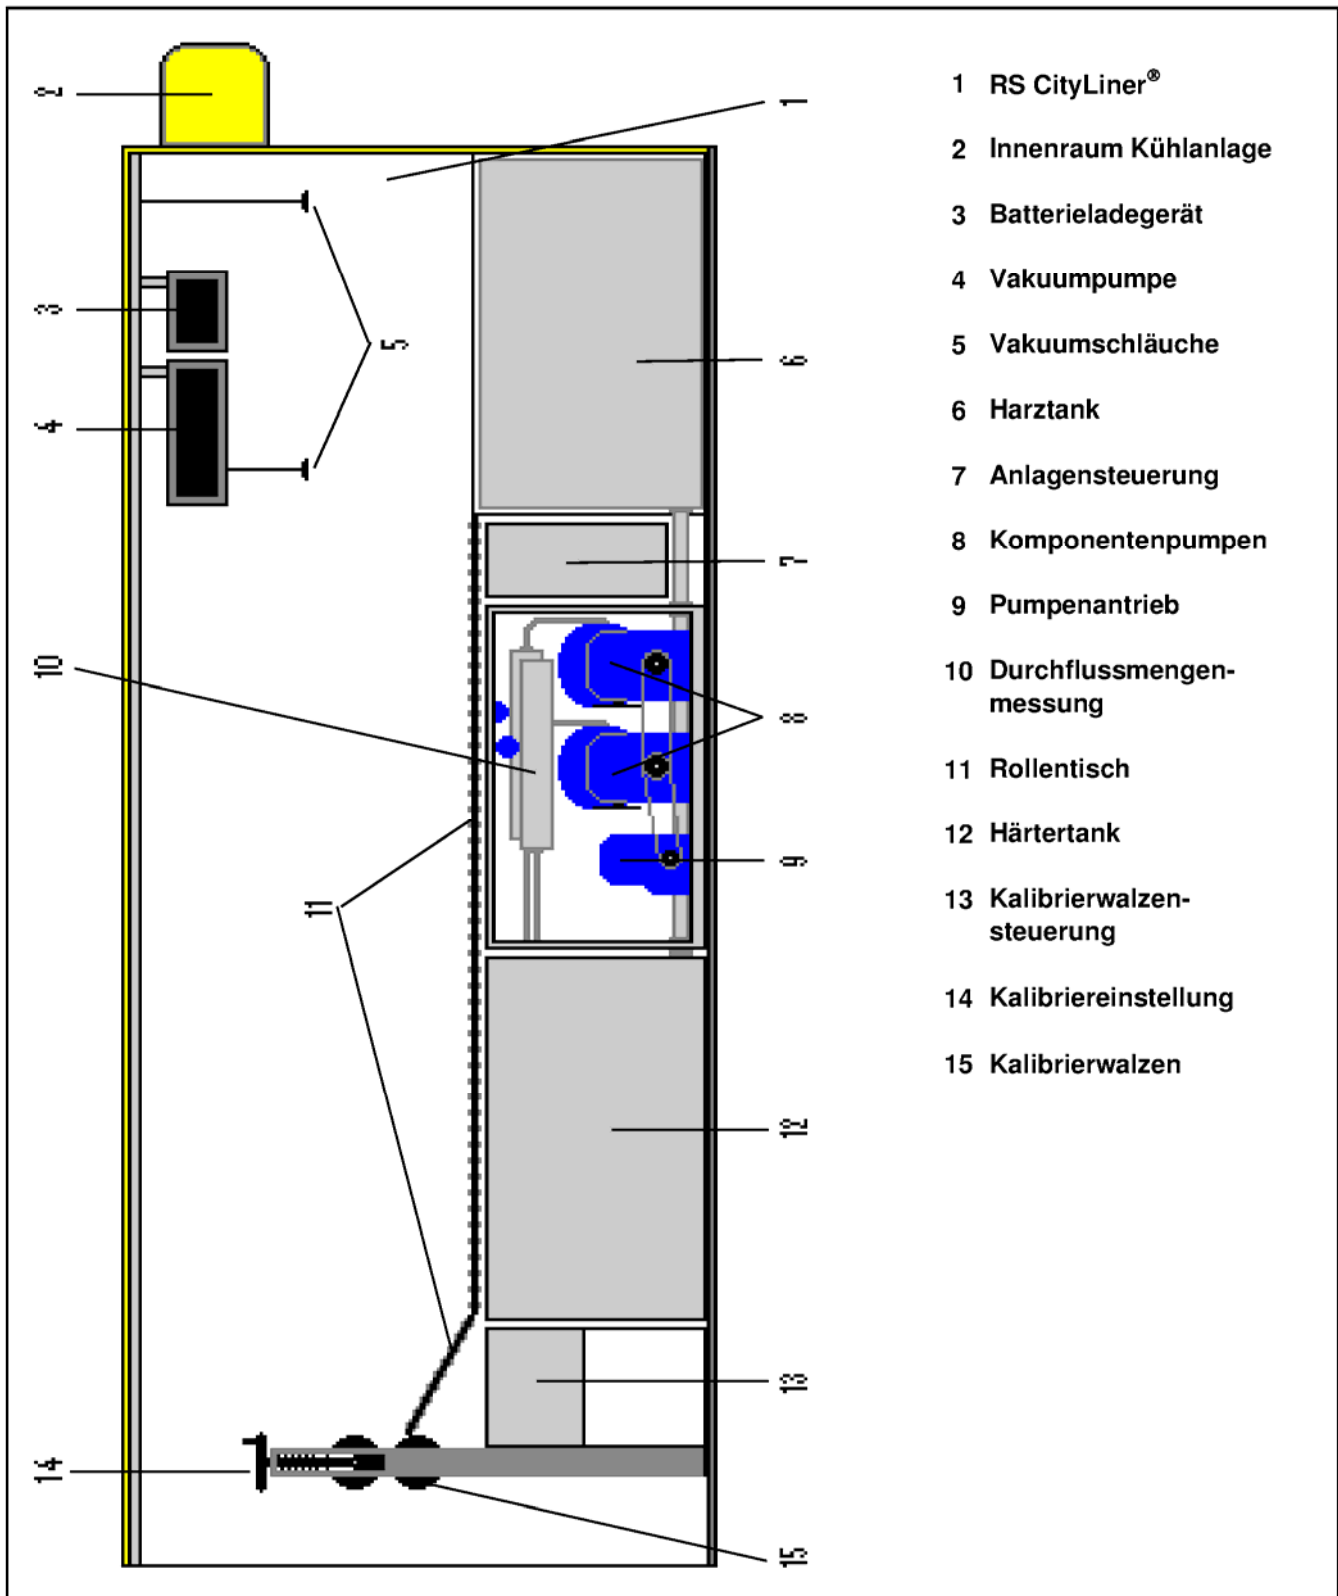 1 RS CityLiner®
2 Innenraum Kühlanlage
3 Batterieladegerät
4 Vakuumpumpe
5 Vakuumschläuche
6 Harztank
7 Anlagensteuerung
8 Komponentenpumpen
9 Pumpenantrieb
10 Durchflussmengen-
messung
11 Rollentisch
12 Härtertank
13 Kalibrierwalzen-
steuerung
14 Kalibriereinstellung
15 Kalibrierwalzen
2
1
3
5
4
6
7
10
8
9
11
12
13
14
15